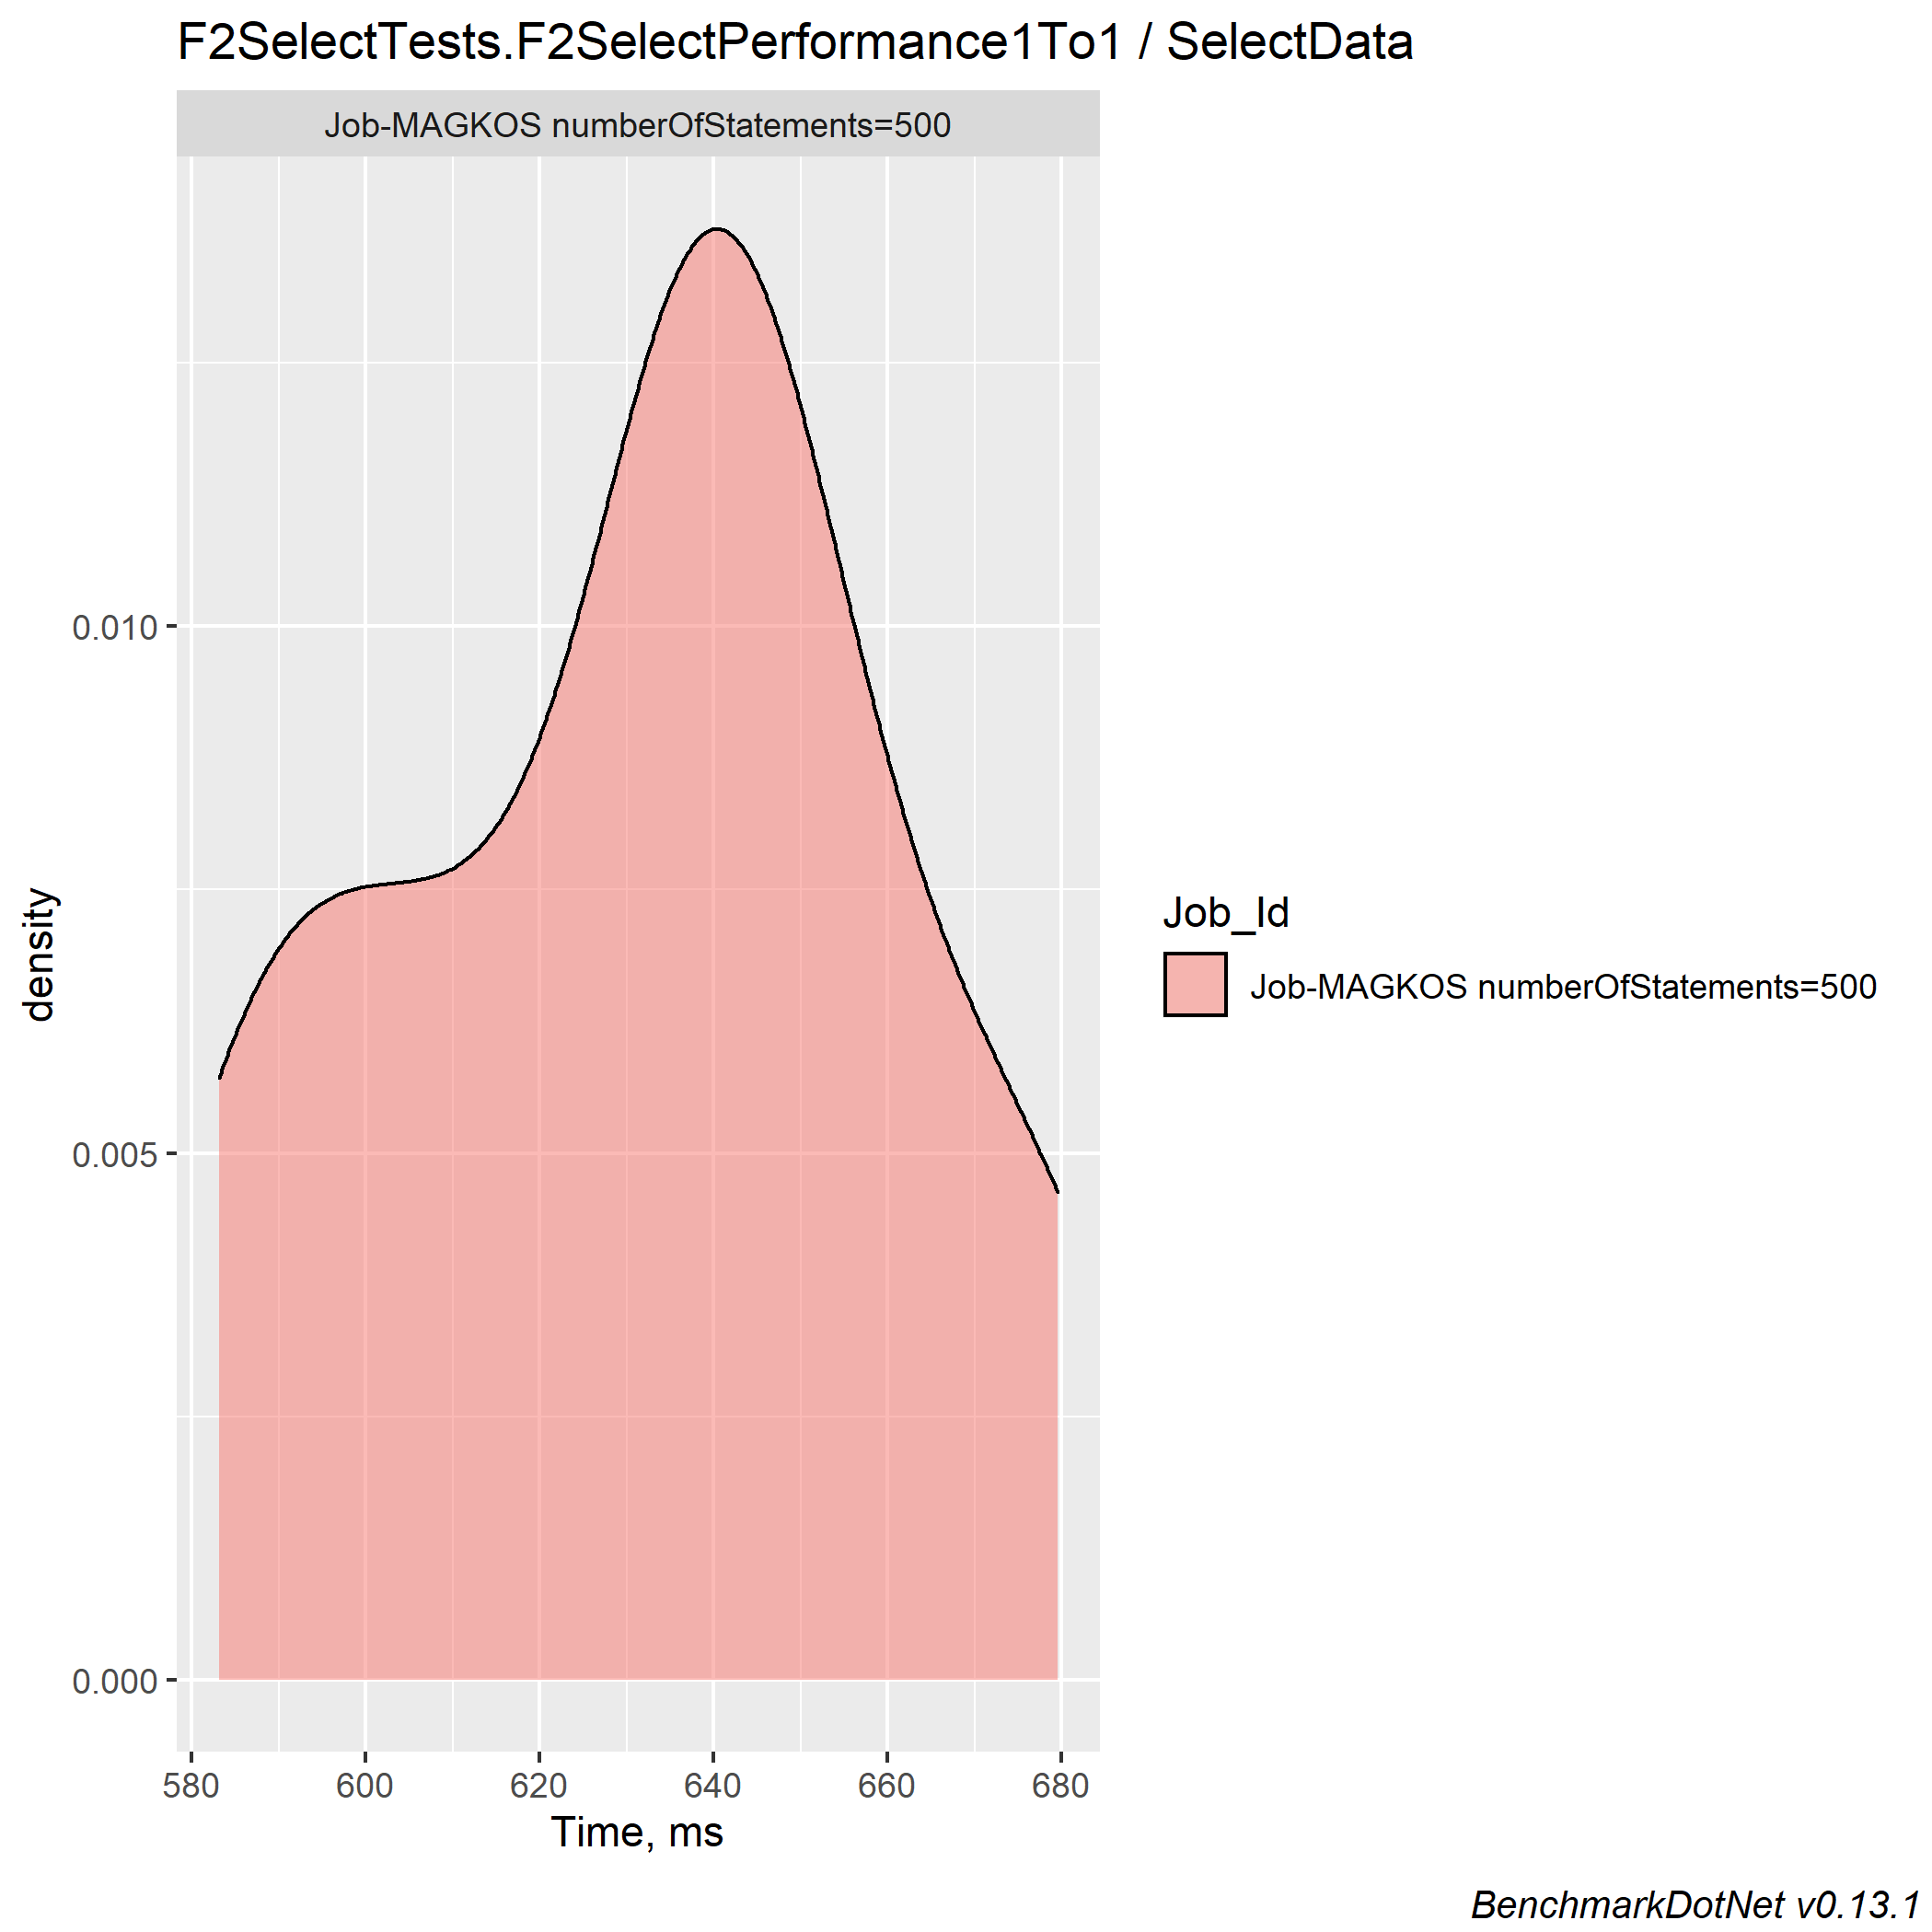 F2SelectTests.F2SelectPerformance1To1 / SelectData
Job-MAGKOS numberOfStatements=500
0.010
0.005
0.000
density
580 600 620 640 660 680
Time, ms
Job_Id
Job-MAGKOS numberOfStatements=500
BenchmarkDotNet v0.13.1